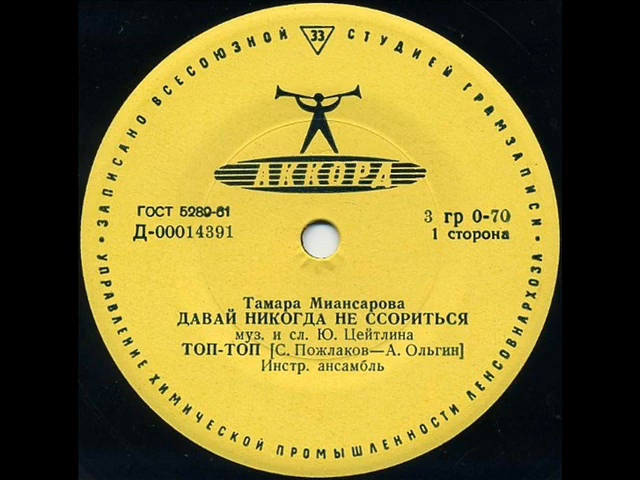 • ЗАПИСАНО ВСЕСОЮЗНОЙ 33 СТУДИЕЙ ГРАМЗАПИСИ •
АККОРД
ГОСТ 5289-61
Д-00014391
3 гр 0-70
1 сторона
Тамара Миансарова
ДАВАЙ НИКОГДА НЕ ССОРИТЬСЯ
муз. и сл. Ю. Цейтлина
ТОП-ТОП [С. Пожлаков—А. Ольгин]
Инстр. ансамбль
УПРАВЛЕНИЕ ХИМИЧЕСКОЙ ПРОМЫШЛЕННОСТИ ЛЕНСОВНАРХОЗА